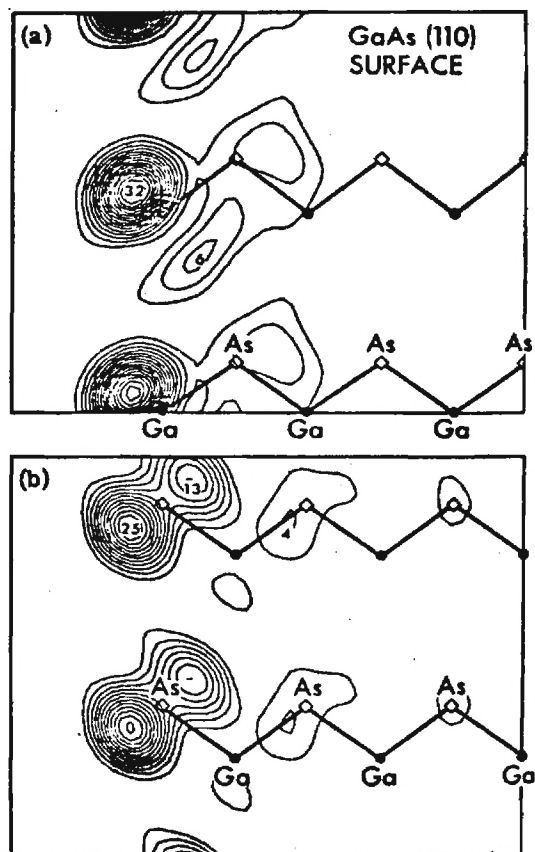 (a)
GaAs (110)
SURFACE
32
6
As As As
Ga Ga Ga
(b)
13
25
4
As As As
0
Ga Ga Ga